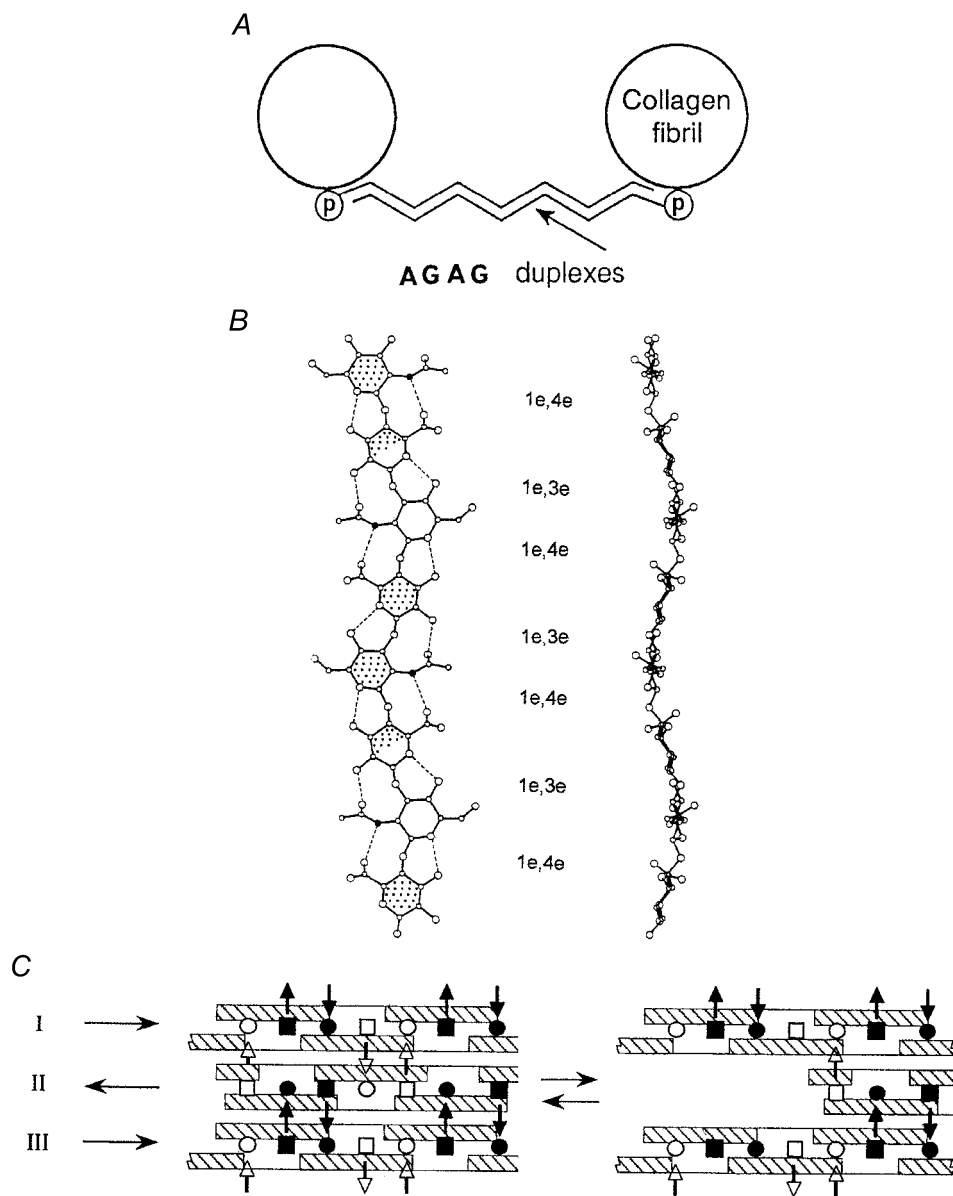 A
Collagen
fibril
p
p
AGAG duplexes
B
1e,4e
1e,3e
1e,4e
1e,3e
1e,4e
1e,3e
1e,4e
C
I
II
III